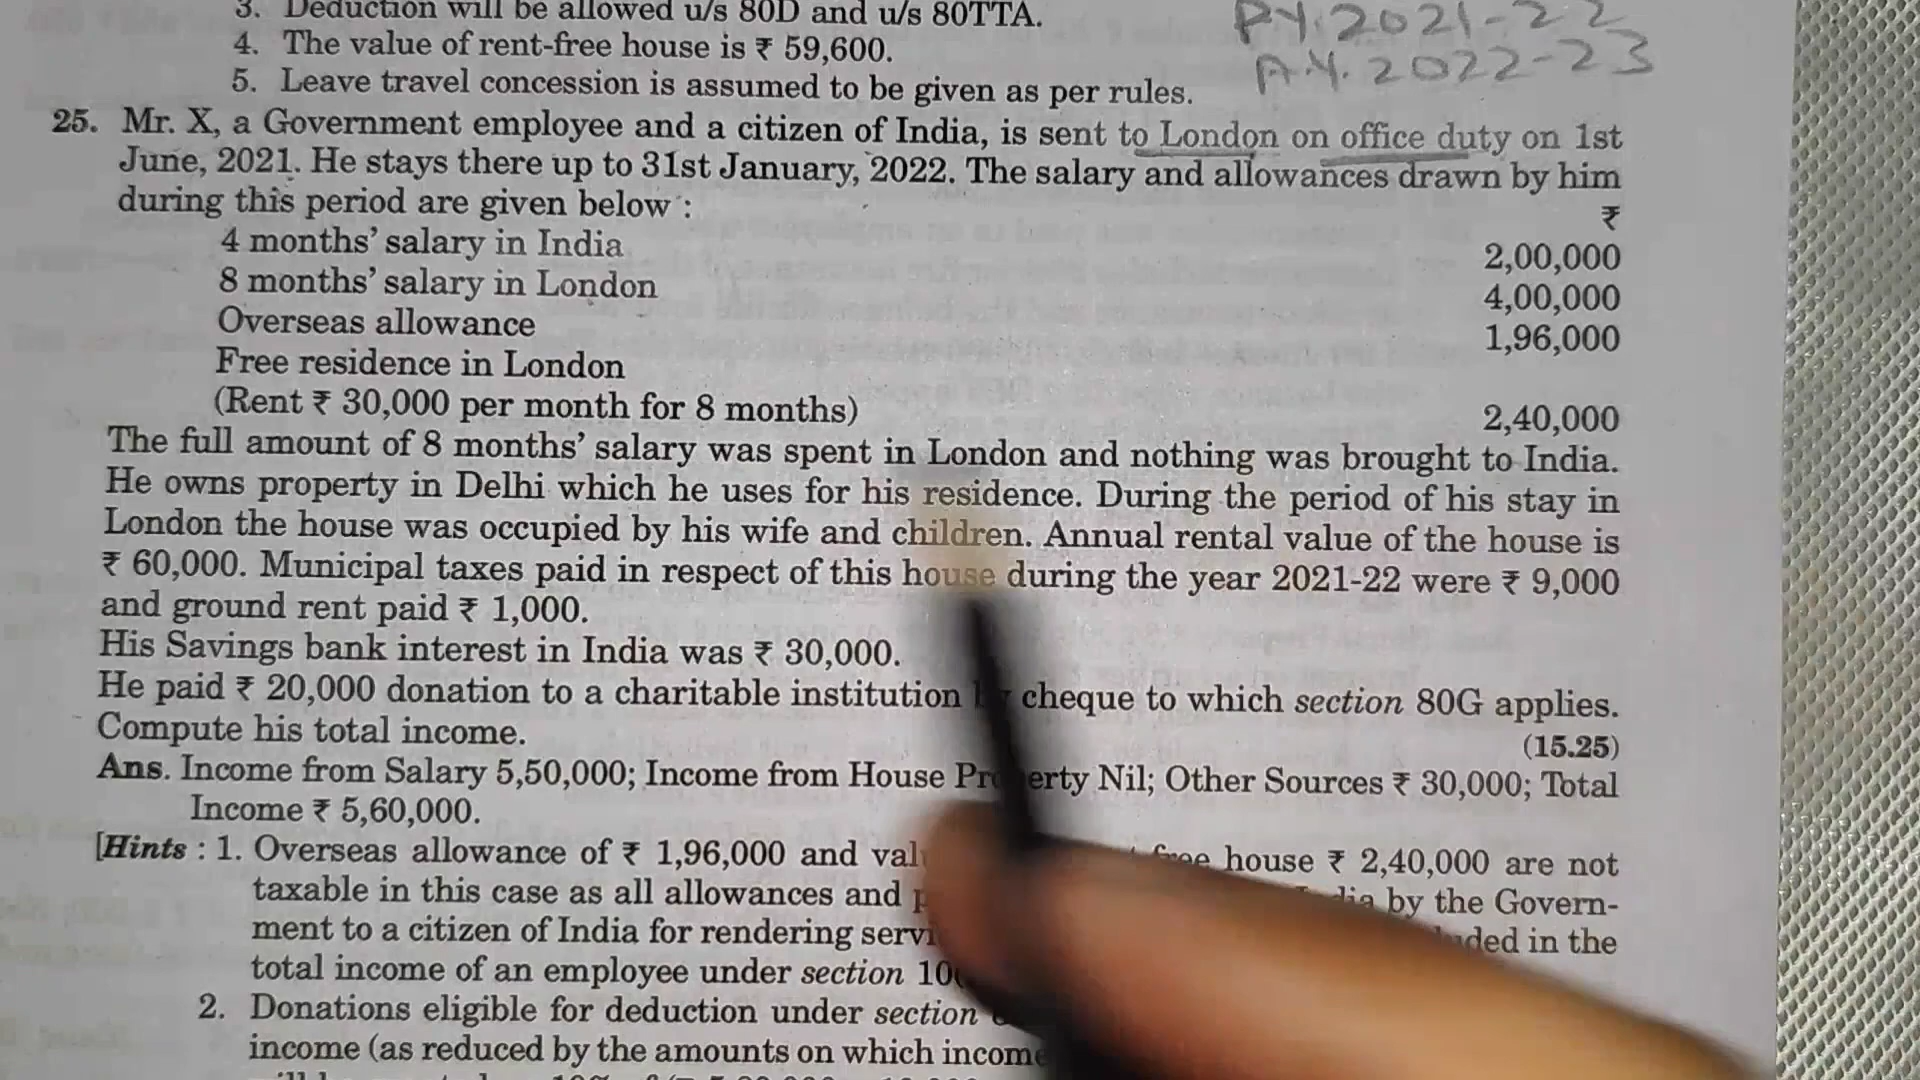 3. Deduction will be allowed u/s 80D and u/s 80TTA.
P.Y. 2021-22
4. The value of rent-free house is ₹ 59,600.
A.Y. 2022-23
5. Leave travel concession is assumed to be given as per rules.
25. Mr. X, a Government employee and a citizen of India, is sent to London on office duty on 1st
June, 2021. He stays there up to 31st January, 2022. The salary and allowances drawn by him
during this period are given below :
₹
4 months' salary in India 2,00,000
8 months' salary in London 4,00,000
Overseas allowance 1,96,000
Free residence in London
(Rent ₹ 30,000 per month for 8 months) 2,40,000
The full amount of 8 months' salary was spent in London and nothing was brought to India.
He owns property in Delhi which he uses for his residence. During the period of his stay in
London the house was occupied by his wife and children. Annual rental value of the house is
₹ 60,000. Municipal taxes paid in respect of this house during the year 2021-22 were ₹ 9,000
and ground rent paid ₹ 1,000.
His Savings bank interest in India was ₹ 30,000.
He paid ₹ 20,000 donation to a charitable institution cheque to which section 80G applies.
Compute his total income. (15.25)
Ans. Income from Salary 5,50,000; Income from House Property Nil; Other Sources ₹ 30,000; Total
Income ₹ 5,60,000.
[Hints : 1. Overseas allowance of ₹ 1,96,000 and house ₹ 2,40,000 are not
taxable in this case as all allowances and by the Govern-
ment to a citizen of India for rendering in the
total income of an employee under section
2. Donations eligible for deduction under section
income (as reduced by the amounts on which